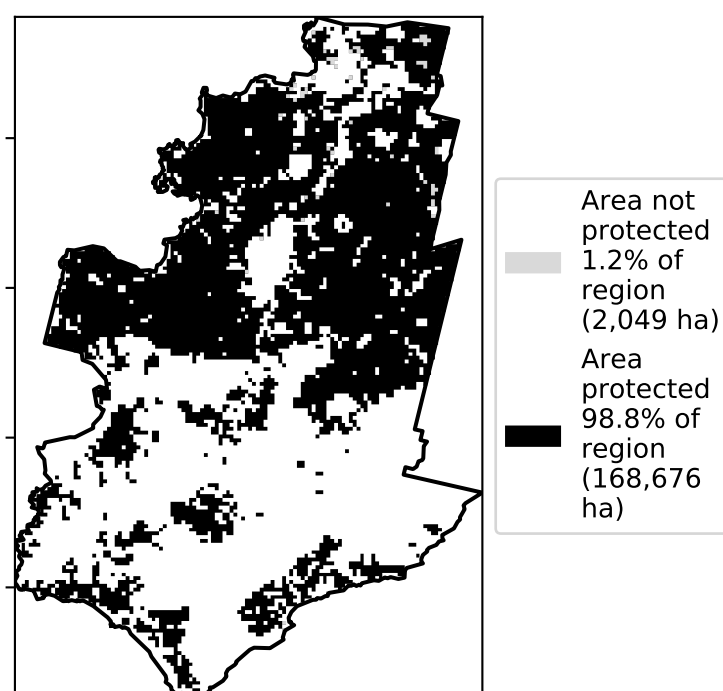 Area not
protected
1.2% of
region
(2,049 ha)
Area
protected
98.8% of
region
(168,676
ha)